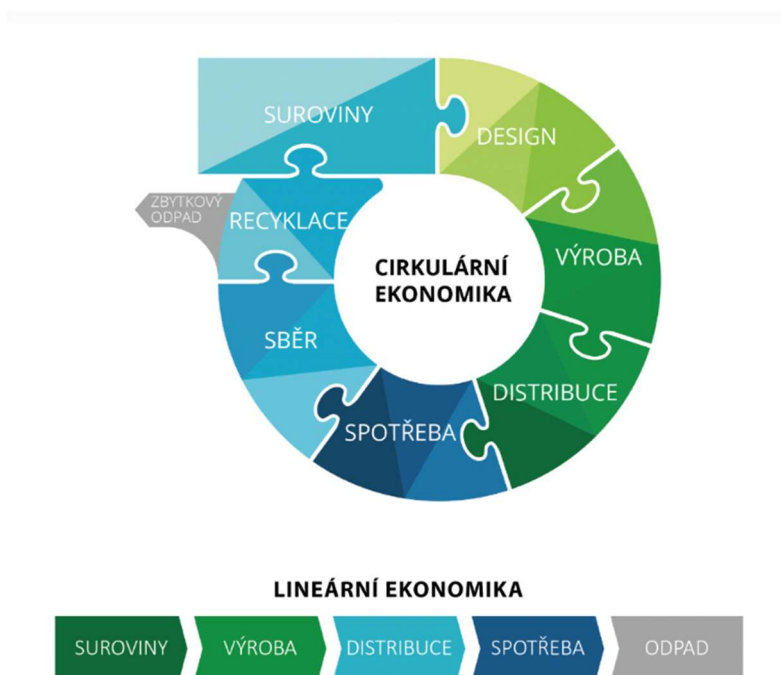 SUROVINY
DESIGN
ZBYTKOVÝ
ODPAD
RECYKLACE
CIRKULÁRNÍ
EKONOMIKA
VÝROBA
SBĚR
DISTRIBUCE
SPOTŘEBA
LINEÁRNÍ EKONOMIKA
SUROVINY VÝROBA DISTRIBUCE SPOTŘEBA ODPAD